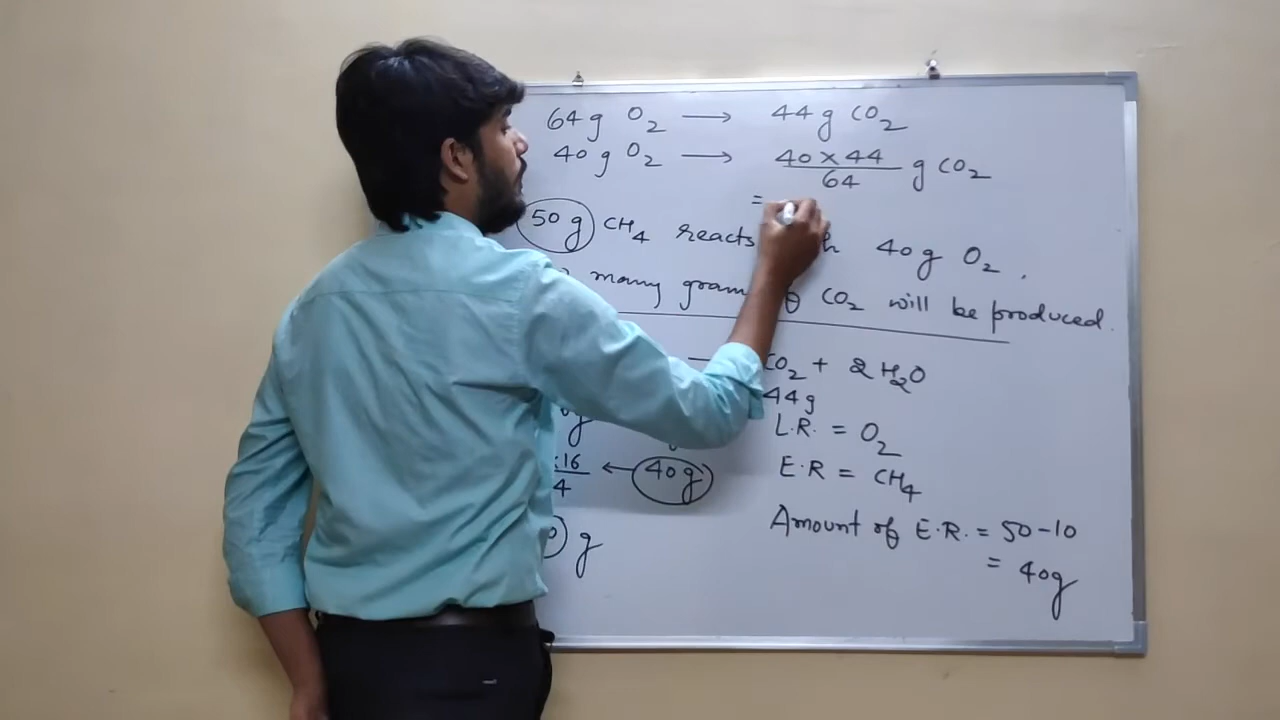 64 g O₂ → 44 g CO₂
40 g O₂ → 40 × 44 / 64 g CO₂
=
50 g CH₄ reacts 40 g O₂ .
many gram CO₂ will be produced.
CO₂ + 2 H₂O
44 g
L.R. = O₂
16 / 4 ← 40 g
E.R = CH₄
Amount of E.R. = 50 - 10
g
= 40g